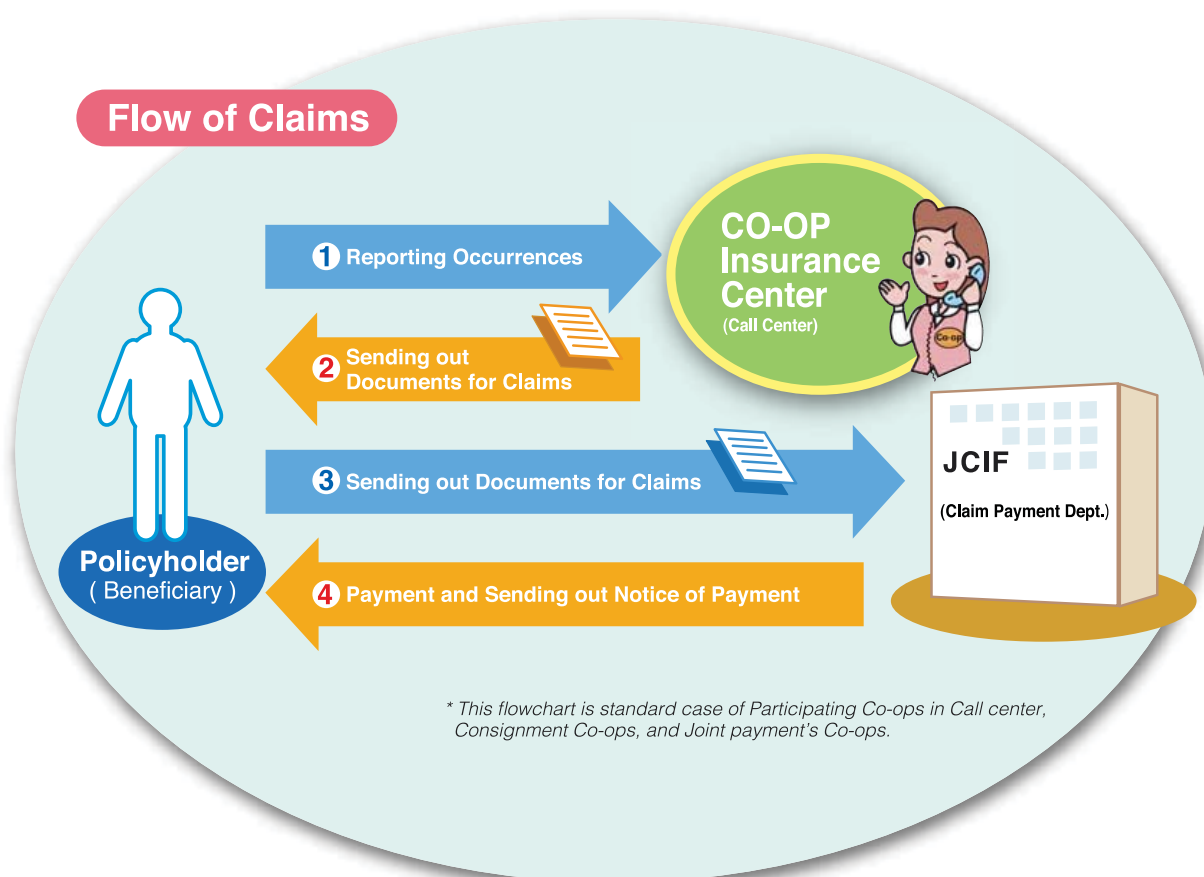 Flow of Claims
CO-OP
Insurance
Center
(Call Center)
Co-op
1 Reporting Occurrences
2 Sending out
Documents for Claims
3 Sending out Documents for Claims
JCIF
(Claim Payment Dept.)
Policyholder
( Beneficiary )
4 Payment and Sending out Notice of Payment
* This flowchart is standard case of Participating Co-ops in Call center,
Consignment Co-ops, and Joint payment's Co-ops.